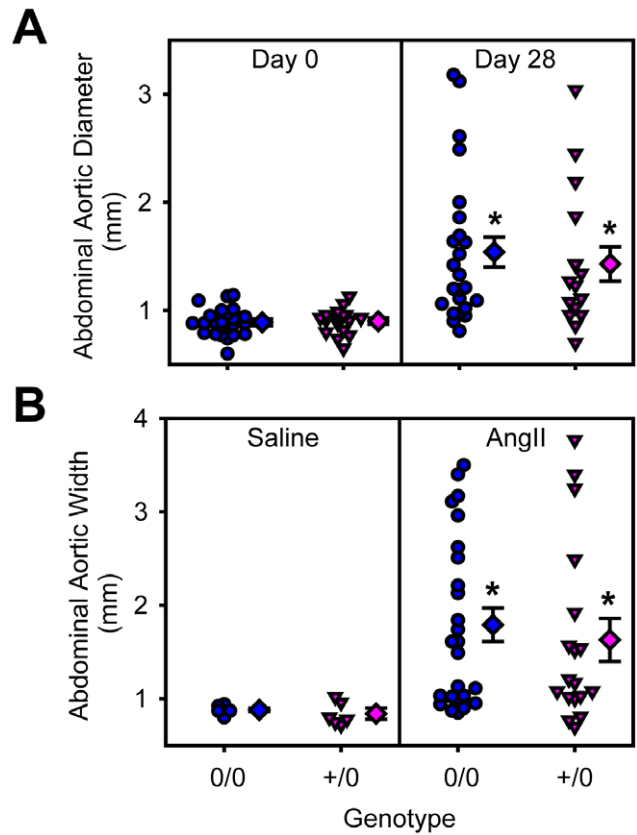 A
Day 0
Day 28
Abdominal Aortic Diameter
(mm)
3
2
1
*
*
B
Saline
AngII
Abdominal Aortic Width
(mm)
4
3
2
1
*
*
0/0
+/0
0/0
+/0
Genotype